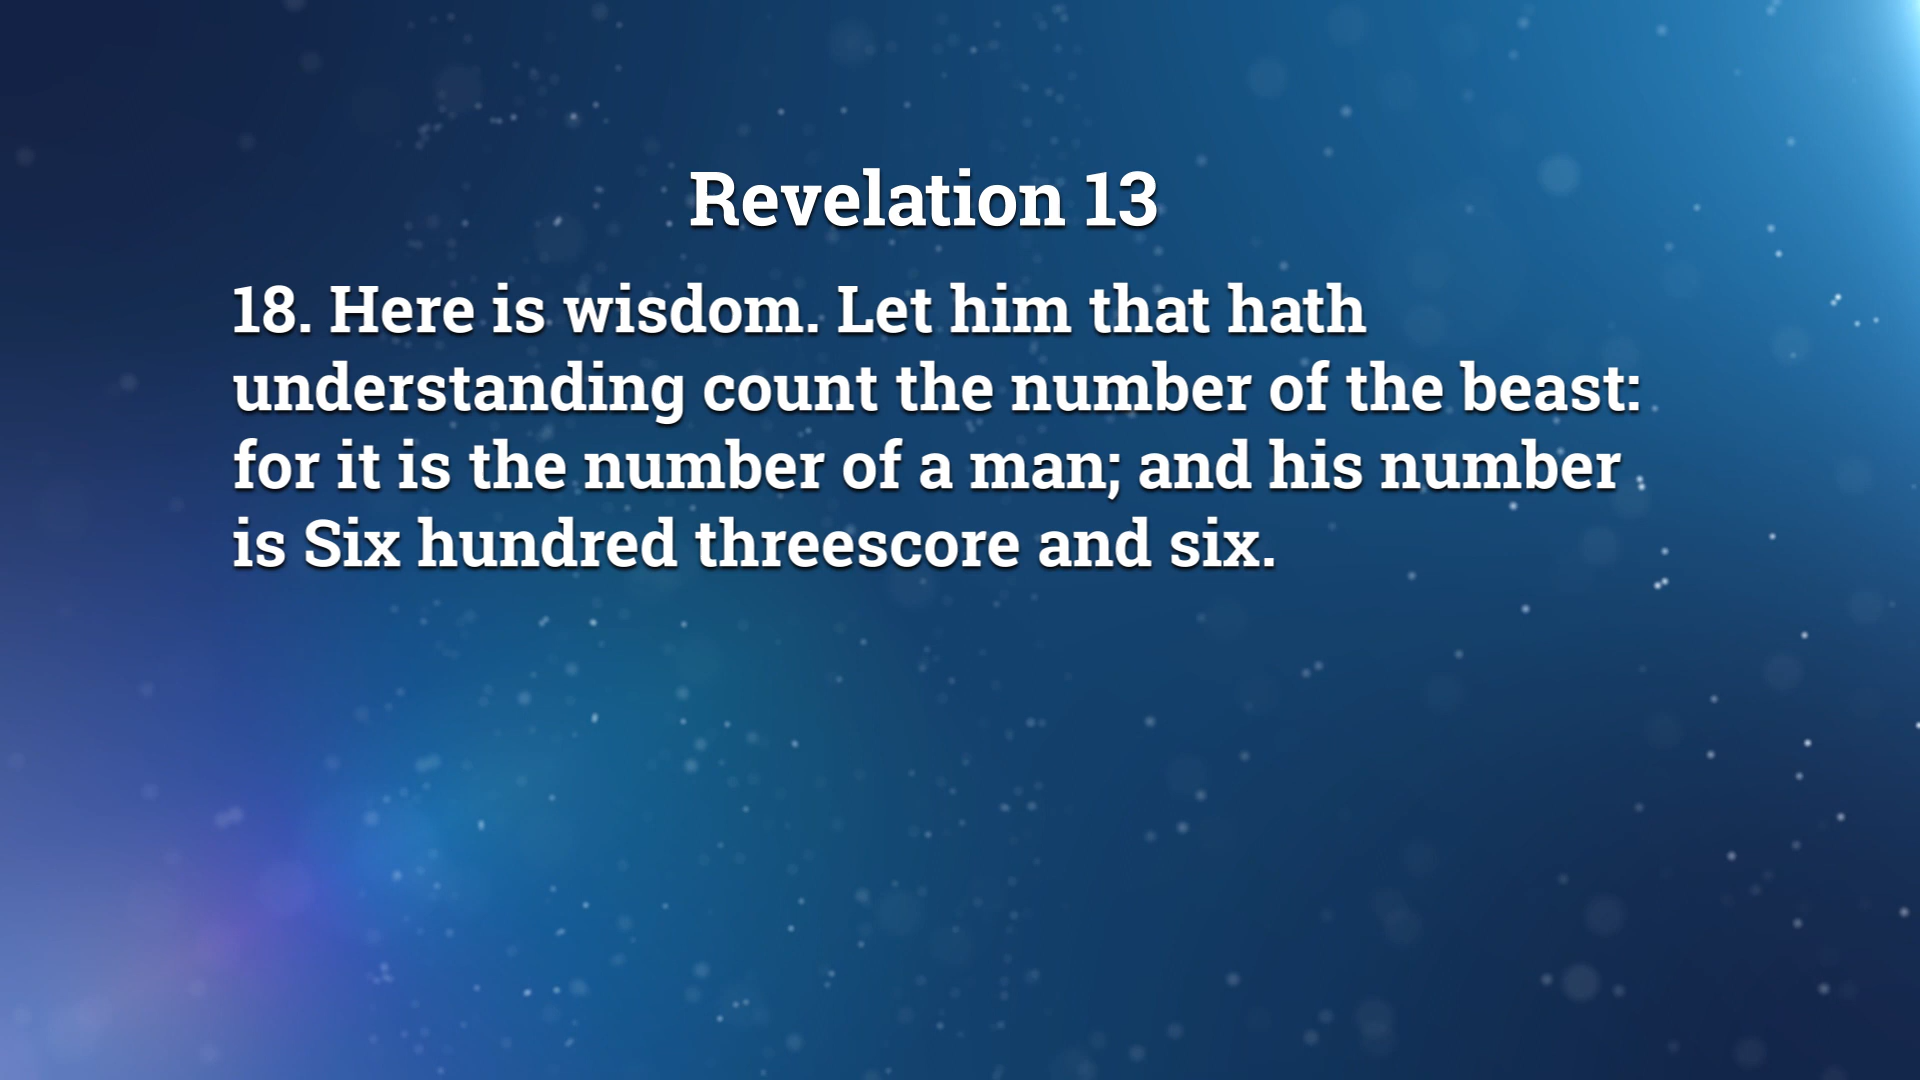 Revelation 13
18. Here is wisdom. Let him that hath
understanding count the number of the beast:
for it is the number of a man; and his number
is Six hundred threescore and six.